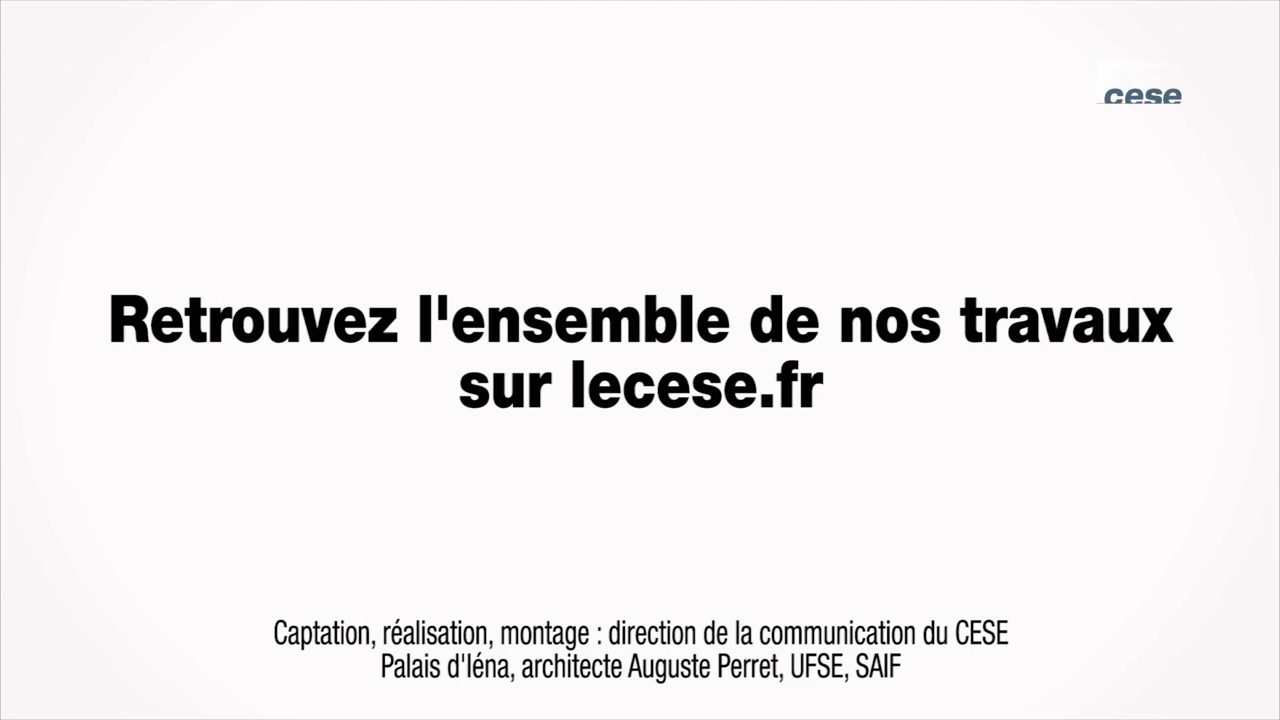 cese
Retrouvez l'ensemble de nos travaux
sur lecese.fr
Captation, réalisation, montage : direction de la communication du CESE
Palais d'Iéna, architecte Auguste Perret, UFSE, SAIF